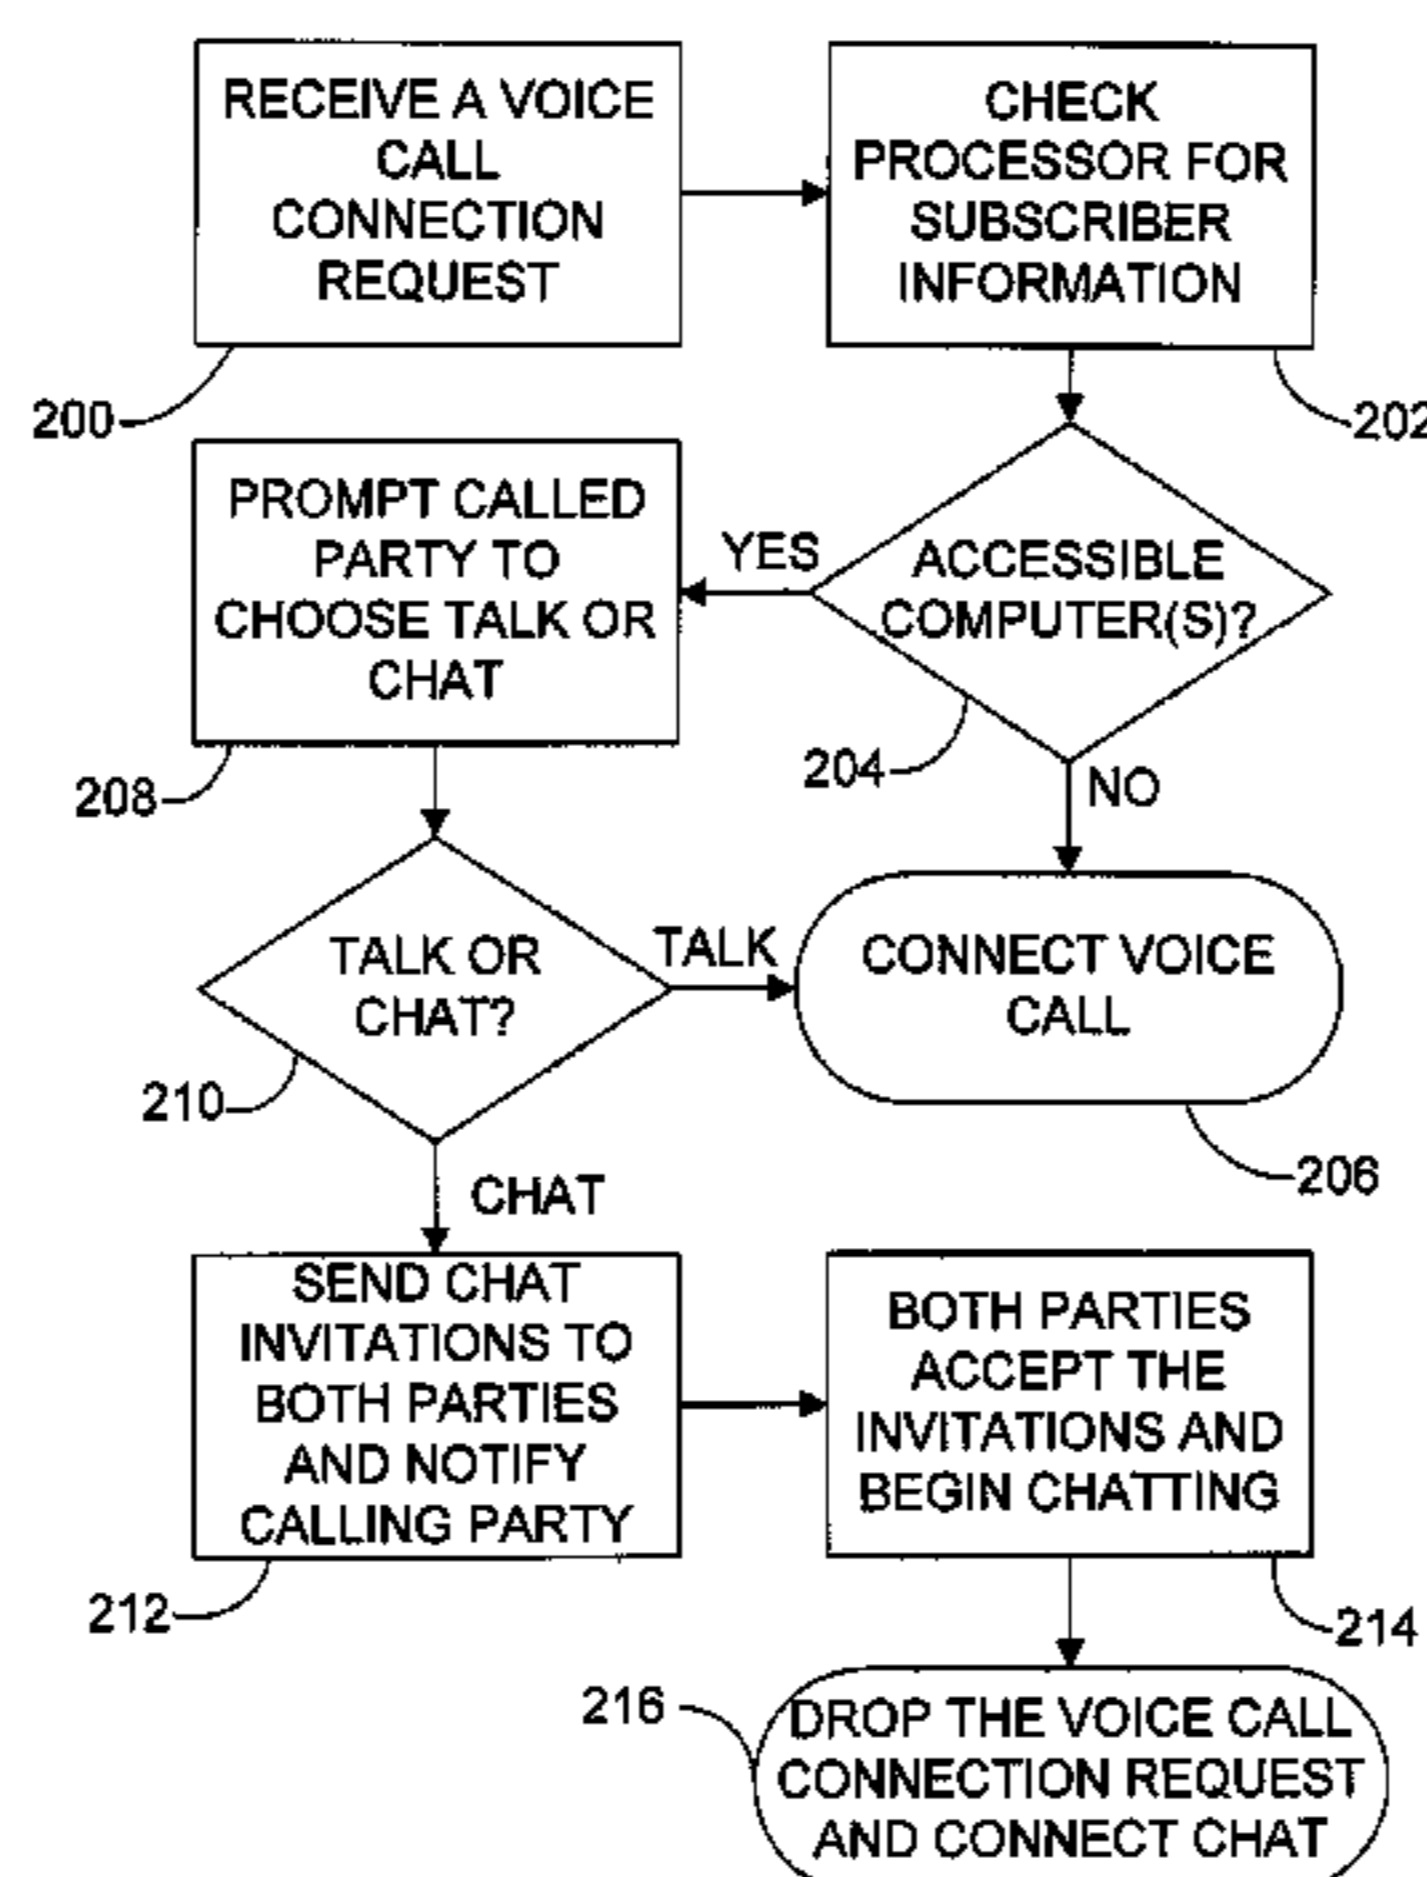 RECEIVE A VOICE
CALL
CONNECTION
REQUEST
200
CHECK
PROCESSOR FOR
SUBSCRIBER
INFORMATION
202
ACCESSIBLE
COMPUTER(S)?
204
YES
NO
PROMPT CALLED
PARTY TO
CHOOSE TALK OR
CHAT
208
TALK OR
CHAT?
210
TALK
CONNECT VOICE
CALL
206
CHAT
SEND CHAT
INVITATIONS TO
BOTH PARTIES
AND NOTIFY
CALLING PARTY
212
BOTH PARTIES
ACCEPT THE
INVITATIONS AND
BEGIN CHATTING
214
216
DROP THE VOICE CALL
CONNECTION REQUEST
AND CONNECT CHAT